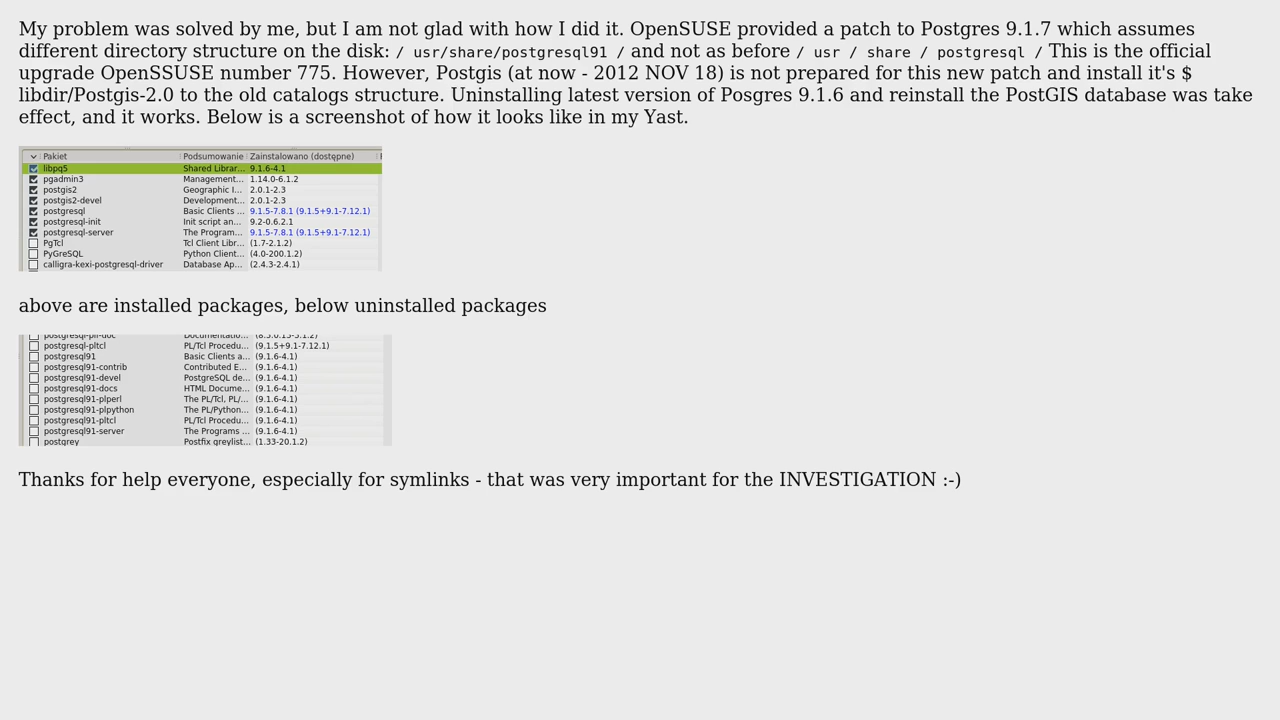 My problem was solved by me, but I am not glad with how I did it. OpenSUSE provided a patch to Postgres 9.1.7 which assumes
different directory structure on the disk: / usr/share/postgresql91 / and not as before / usr / share / postgresql / This is the official
upgrade OpenSSUSE number 775. However, Postgis (at now - 2012 NOV 18) is not prepared for this new patch and install it's $
libdir/Postgis-2.0 to the old catalogs structure. Uninstalling latest version of Posgres 9.1.6 and reinstall the PostGIS database was take
effect, and it works. Below is a screenshot of how it looks like in my Yast.
Pakiet Podsumowanie Zainstalowano (dostępne)
libpq5 Shared Librar... 9.1.6-4.1
pgadmin3 Management... 1.14.0-6.1.2
postgis2 Geographic I... 2.0.1-2.3
postgis2-devel Development... 2.0.1-2.3
postgresql Basic Clients ... 9.1.5-7.8.1 (9.1.5+9.1-7.12.1)
postgresql-init Init script an... 9.2-0.6.2.1
postgresql-server The Program... 9.1.5-7.8.1 (9.1.5+9.1-7.12.1)
PgTcl Tcl Client Libr... (1.7-2.1.2)
PyGreSQL Python Client... (4.0-200.1.2)
calligra-kexi-postgresql-driver Database Ap... (2.4.3-2.4.1)
above are installed packages, below uninstalled packages
postgresql-pltcl PL/Tcl Procedu... (9.1.5+9.1-7.12.1)
postgresql91 Basic Clients a... (9.1.6-4.1)
postgresql91-contrib Contributed E... (9.1.6-4.1)
postgresql91-devel PostgreSQL de... (9.1.6-4.1)
postgresql91-docs HTML Docume... (9.1.6-4.1)
postgresql91-plperl The PL/Tcl, PL/... (9.1.6-4.1)
postgresql91-plpython The PL/Python... (9.1.6-4.1)
postgresql91-pltcl PL/Tcl Procedu... (9.1.6-4.1)
postgresql91-server The Programs ... (9.1.6-4.1)
postgrey Postfix greylist... (1.33-20.1.2)
Thanks for help everyone, especially for symlinks - that was very important for the INVESTIGATION :-)